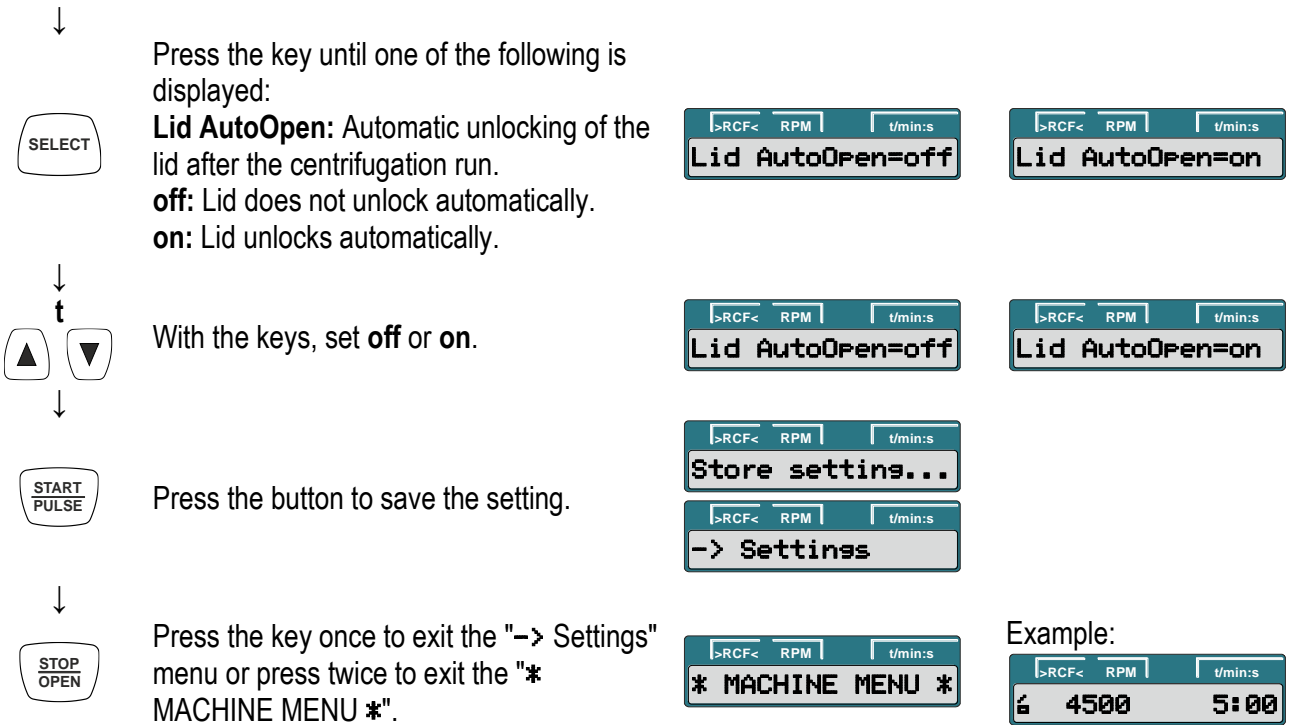 ↓
SELECT
Press the key until one of the following is
displayed:
Lid AutoOpen: Automatic unlocking of the
lid after the centrifugation run.
off: Lid does not unlock automatically.
on: Lid unlocks automatically.
>RCF< RPM t/min:s
Lid AutoOpen=off
>RCF< RPM t/min:s
Lid AutoOpen=on
↓
t
▲ ▼
With the keys, set off or on.
>RCF< RPM t/min:s
Lid AutoOpen=off
>RCF< RPM t/min:s
Lid AutoOpen=on
↓
START
PULSE
Press the button to save the setting.
>RCF< RPM t/min:s
Store setting...
>RCF< RPM t/min:s
-> Settings
↓
STOP
OPEN
Press the key once to exit the "-> Settings"
menu or press twice to exit the "*
MACHINE MENU *".
>RCF< RPM t/min:s
* MACHINE MENU *
Example:
>RCF< RPM t/min:s
4500 5:00